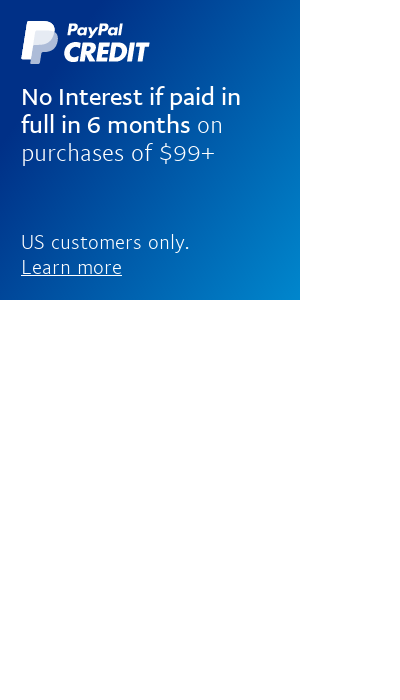 PayPal
CREDIT
No Interest if paid in
full in 6 months on
purchases of $99+
US customers only.
Learn more